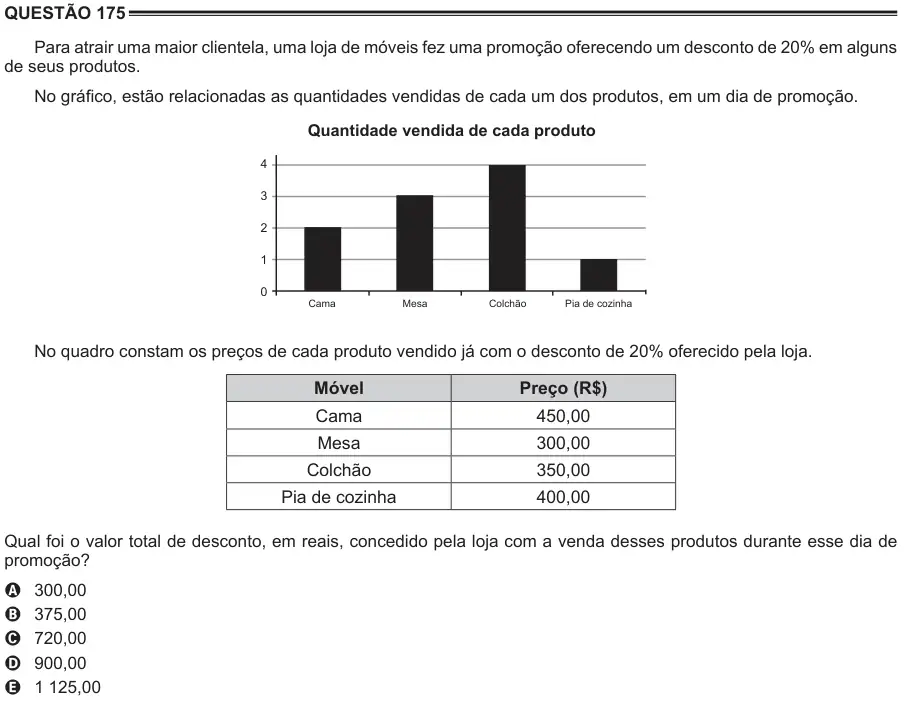 QUESTÃO 175
Para atrair uma maior clientela, uma loja de móveis fez uma promoção oferecendo um desconto de 20% em alguns
de seus produtos.
No gráfico, estão relacionadas as quantidades vendidas de cada um dos produtos, em um dia de promoção.
Quantidade vendida de cada produto
4
3
2
1
0
Cama Mesa Colchão Pia de cozinha
No quadro constam os preços de cada produto vendido já com o desconto de 20% oferecido pela loja.
Móvel Preço (R$)
Cama 450,00
Mesa 300,00
Colchão 350,00
Pia de cozinha 400,00
Qual foi o valor total de desconto, em reais, concedido pela loja com a venda desses produtos durante esse dia de
promoção?
A 300,00
B 375,00
C 720,00
D 900,00
E 1 125,00